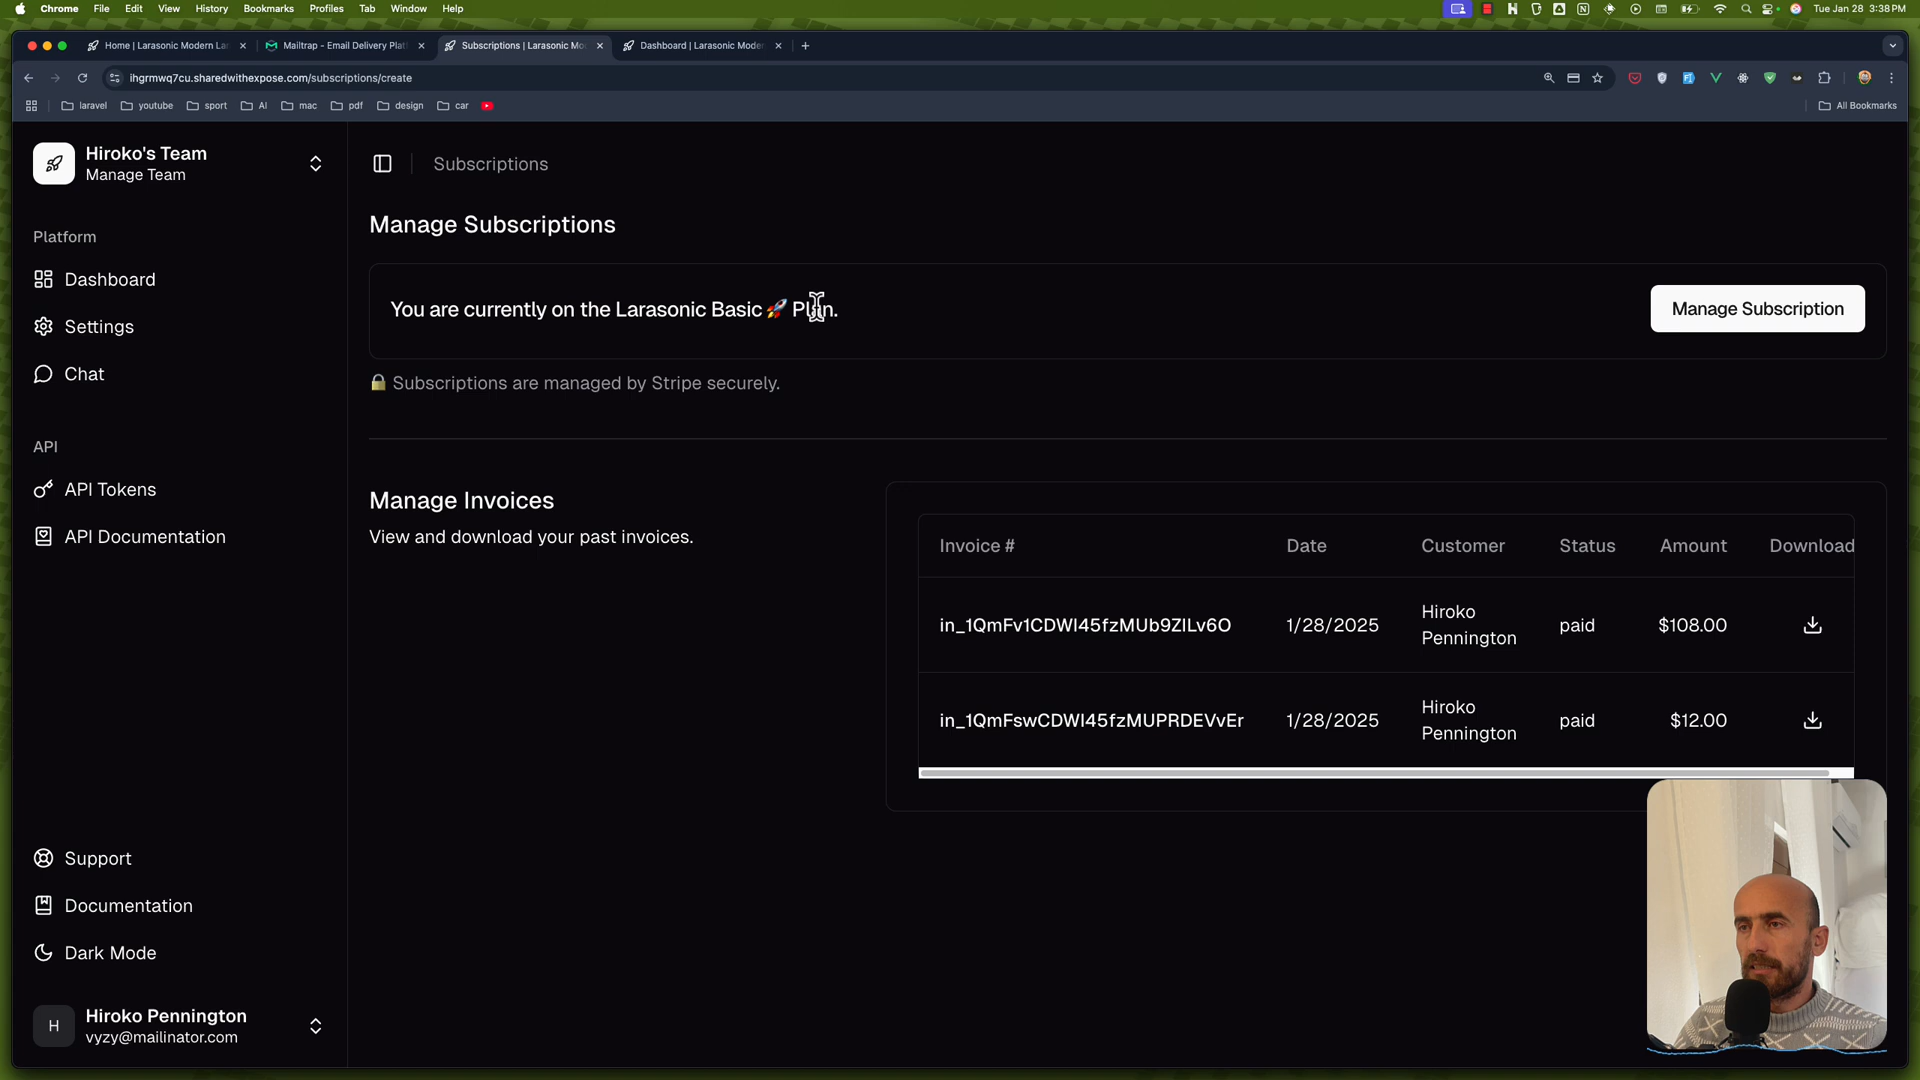 Chrome File Edit View History Bookmarks Profiles Tab Window Help
Tue Jan 28 3:38 PM
Home | Larasonic Modern Lar
Mailtrap - Email Delivery Plat
Subscriptions | Larasonic Mo
Dashboard | Larasonic Moder
ihgrmwq7cu.sharedwithexpose.com/subscriptions/create
laravel youtube sport AI mac pdf design car
All Bookmarks
Hiroko's Team
Manage Team
Subscriptions
Platform
Dashboard
Settings
Chat
API
API Tokens
API Documentation
Support
Documentation
Dark Mode
H
Hiroko Pennington
vyzy@mailinator.com
Manage Subscriptions
You are currently on the Larasonic Basic 🚀 Plan.
Manage Subscription
🔒 Subscriptions are managed by Stripe securely.
Manage Invoices
View and download your past invoices.
Invoice # Date Customer Status Amount Download
in_1QmFv1CDWI45fzMUb9ZILv6O 1/28/2025 Hiroko Pennington paid $108.00
in_1QmFswCDWI45fzMUPRDEVvEr 1/28/2025 Hiroko Pennington paid $12.00